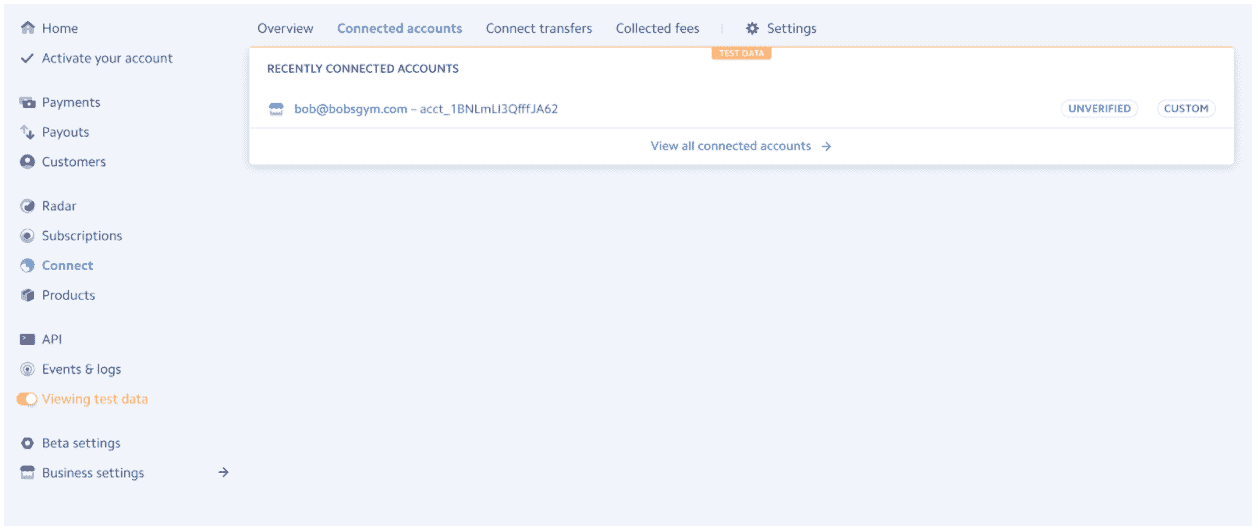 Home
Activate your account
Payments
Payouts
Customers
Radar
Subscriptions
Connect
Products
API
Events & logs
Viewing test data
Beta settings
Business settings →
Overview Connected accounts Connect transfers Collected fees | Settings
TEST DATA
RECENTLY CONNECTED ACCOUNTS
bob@bobsgym.com – acct_1BNLmLI3QfffJA62 UNVERIFIED CUSTOM
View all connected accounts →